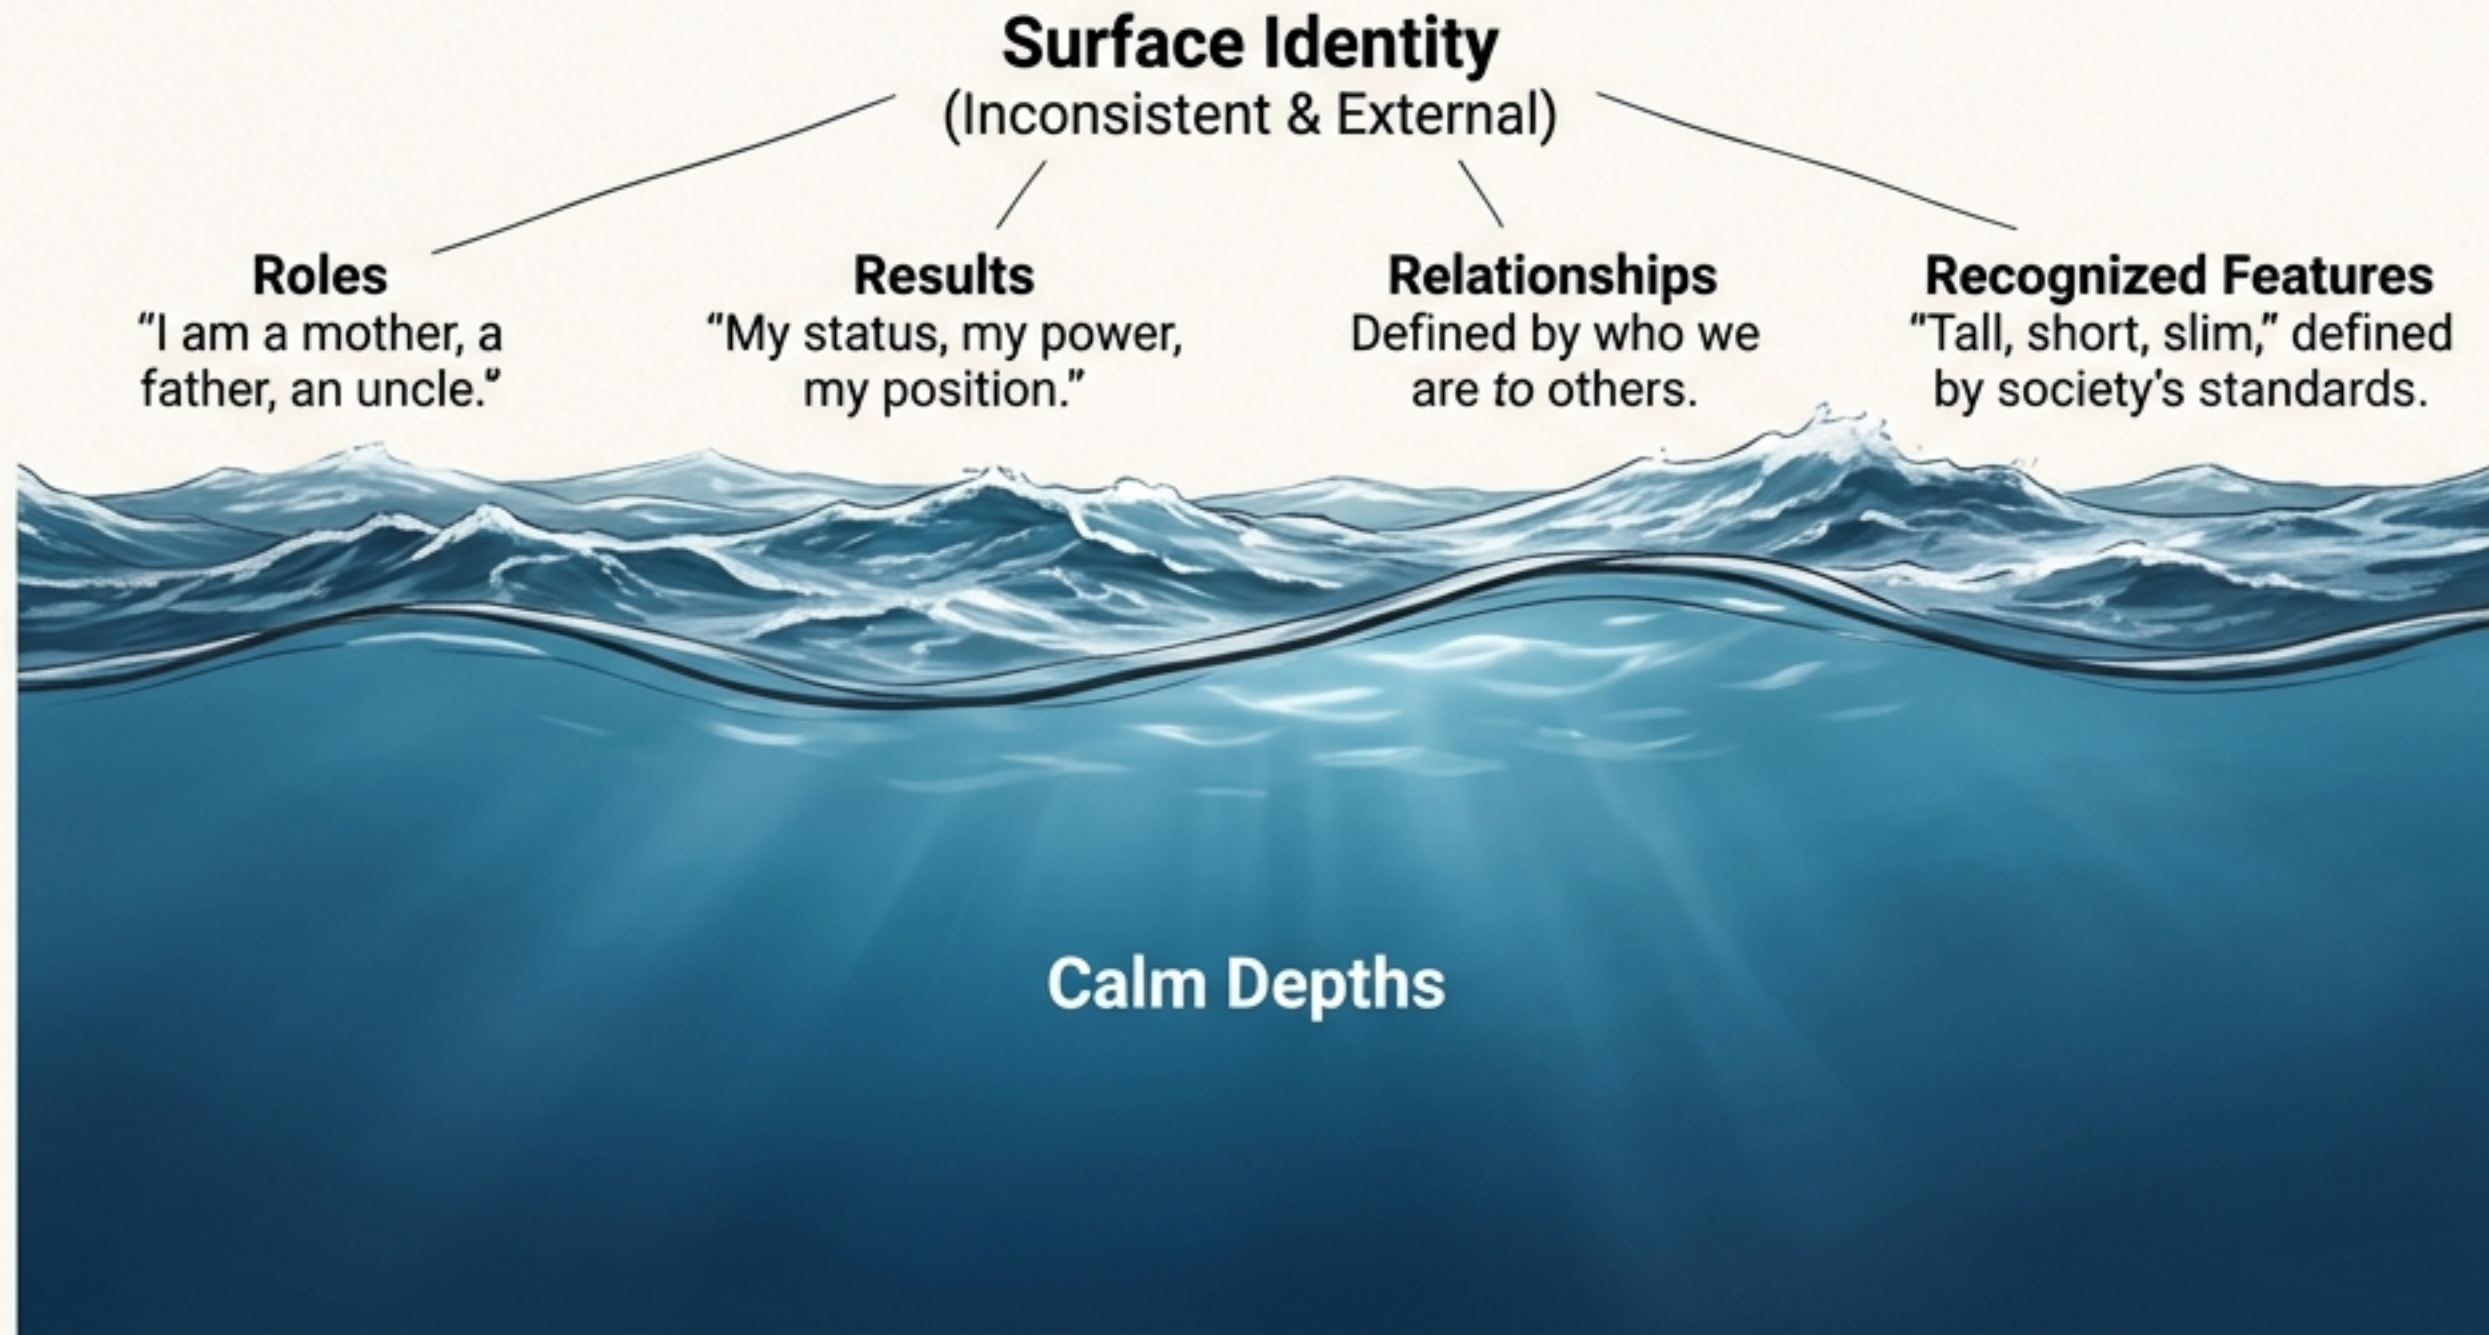 Surface Identity
(Inconsistent & External)
Roles
“I am a mother, a
father, an uncle.”
Results
“My status, my power,
my position.”
Relationships
Defined by who we
are to others.
Recognized Features
“Tall, short, slim,” defined
by society's standards.
Calm Depths